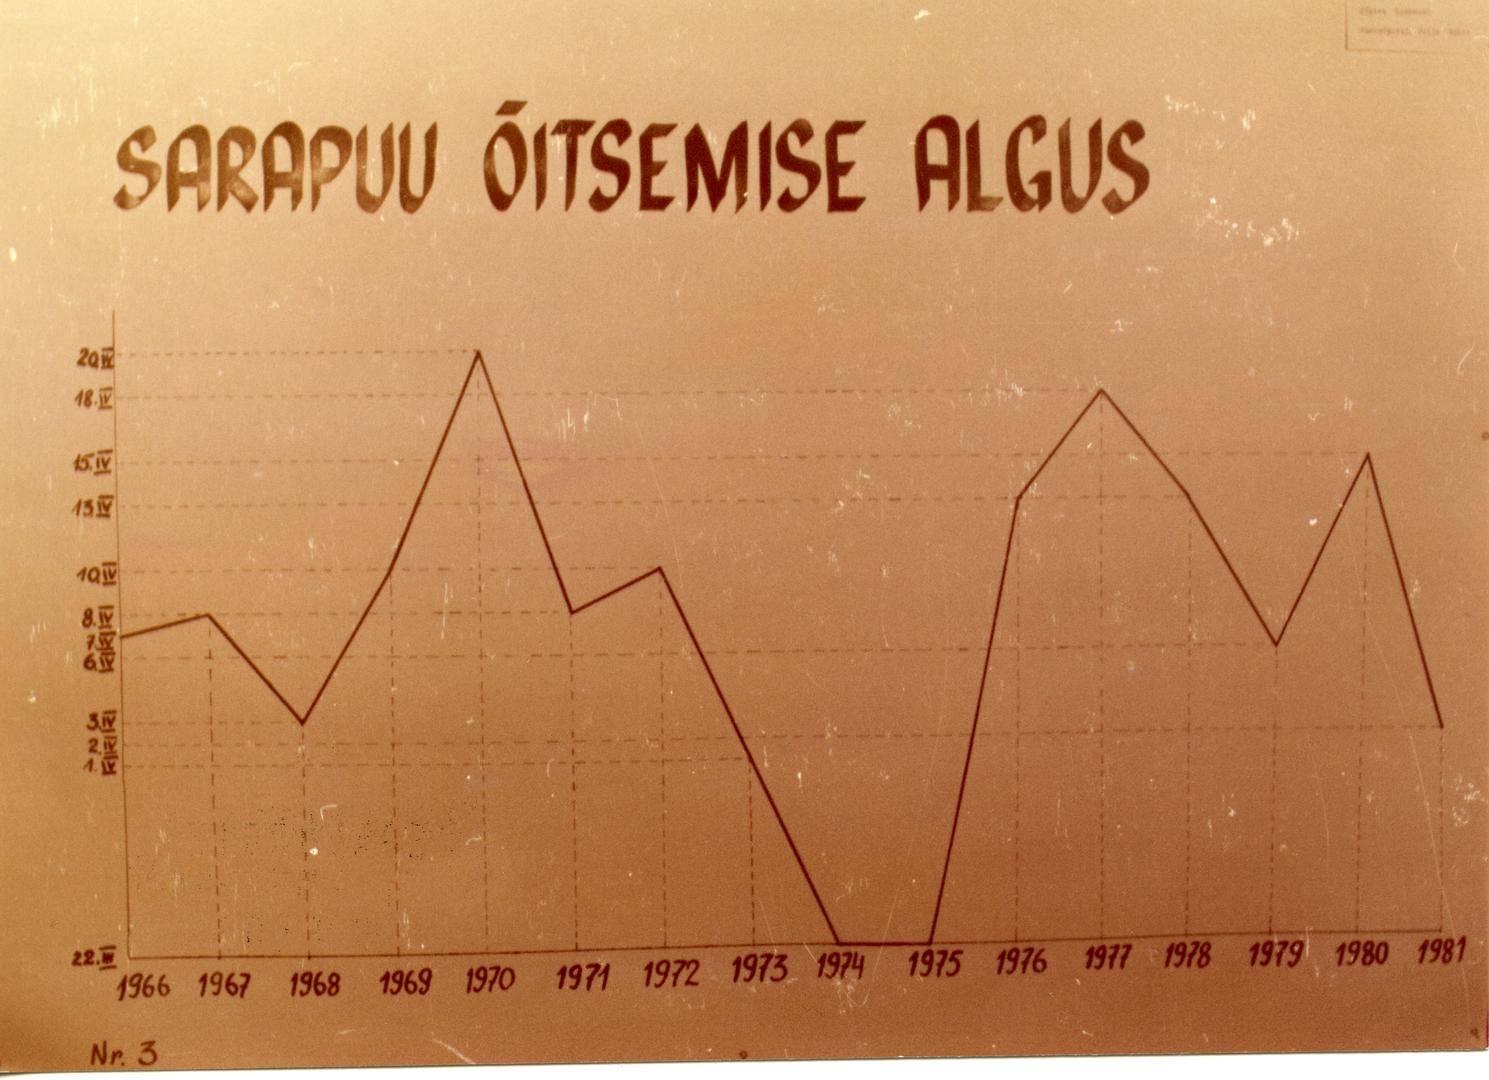 SARAPUU ÕITSEMISE ALGUS
20.IV
18.IV
15.IV
13.IV
10.IV
8.IV
7.IV
6.IV
3.IV
2.IV
1.IV
22.III
1966 1967 1968 1969 1970 1971 1972 1973 1974 1975 1976 1977 1978 1979 1980 1981
Nr. 3